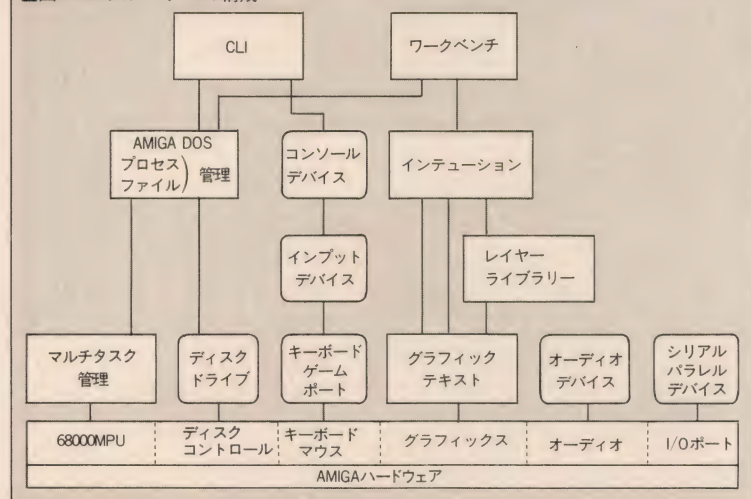 CLI
ワークベンチ
AMIGA DOS
プロセス
ファイル) 管理
コンソール
デバイス
インテューション
インプット
デバイス
レイヤー
ライブラリー
マルチタスク
管理
ディスク
ドライブ
キーボード
ゲーム
ポート
グラフィック
テキスト
オーディオ
デバイス
シリアル
パラレル
デバイス
68000MPU
ディスク
コントロール
キーボード
マウス
グラフィックス
オーディオ
I/Oポート
AMIGAハードウェア